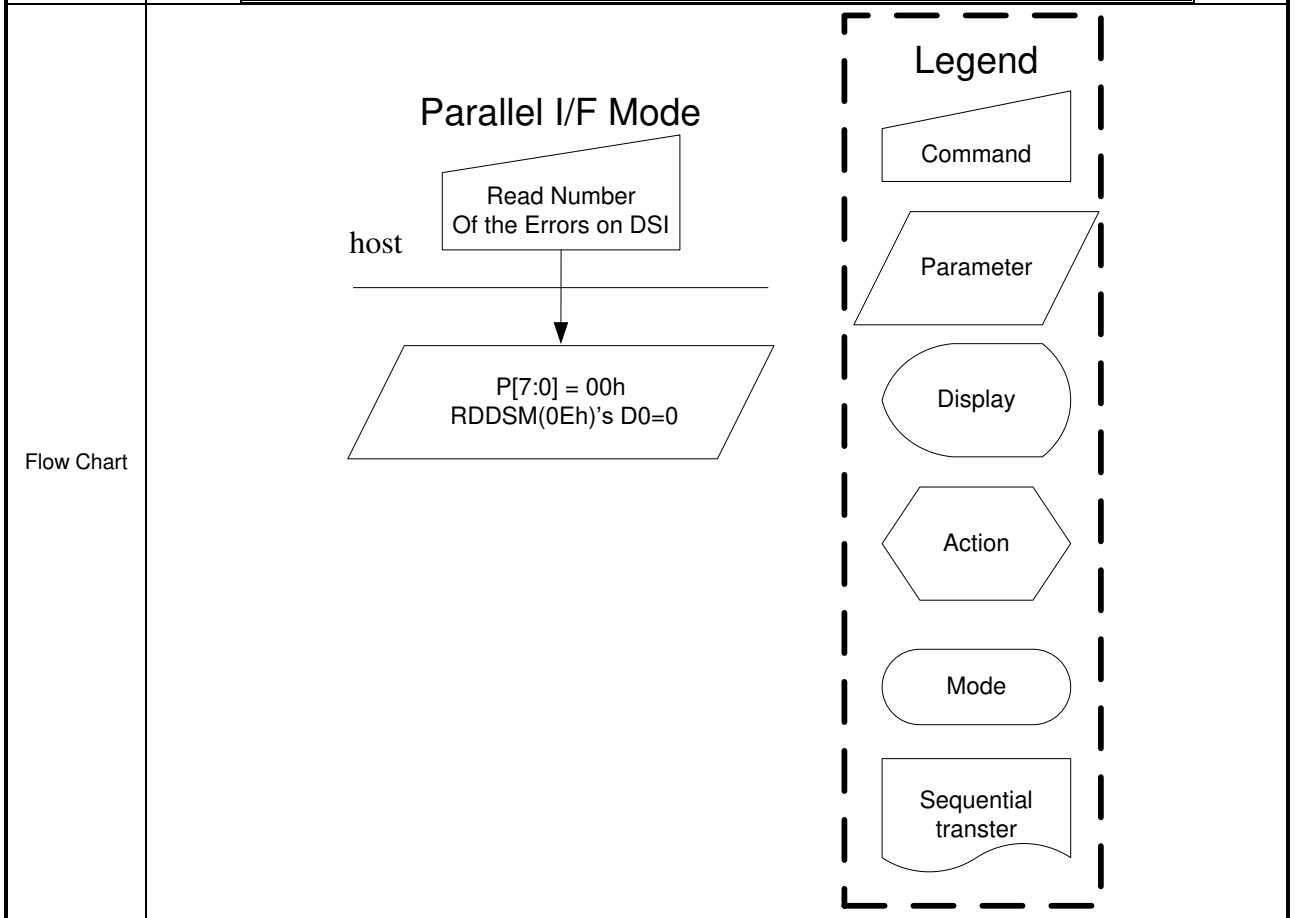 Flow Chart
Parallel I/F Mode
Read Number
Of the Errors on DSI
host
P[7:0] = 00h
RDDSM(0Eh)'s D0=0
Legend
Command
Parameter
Display
Action
Mode
Sequential
transter